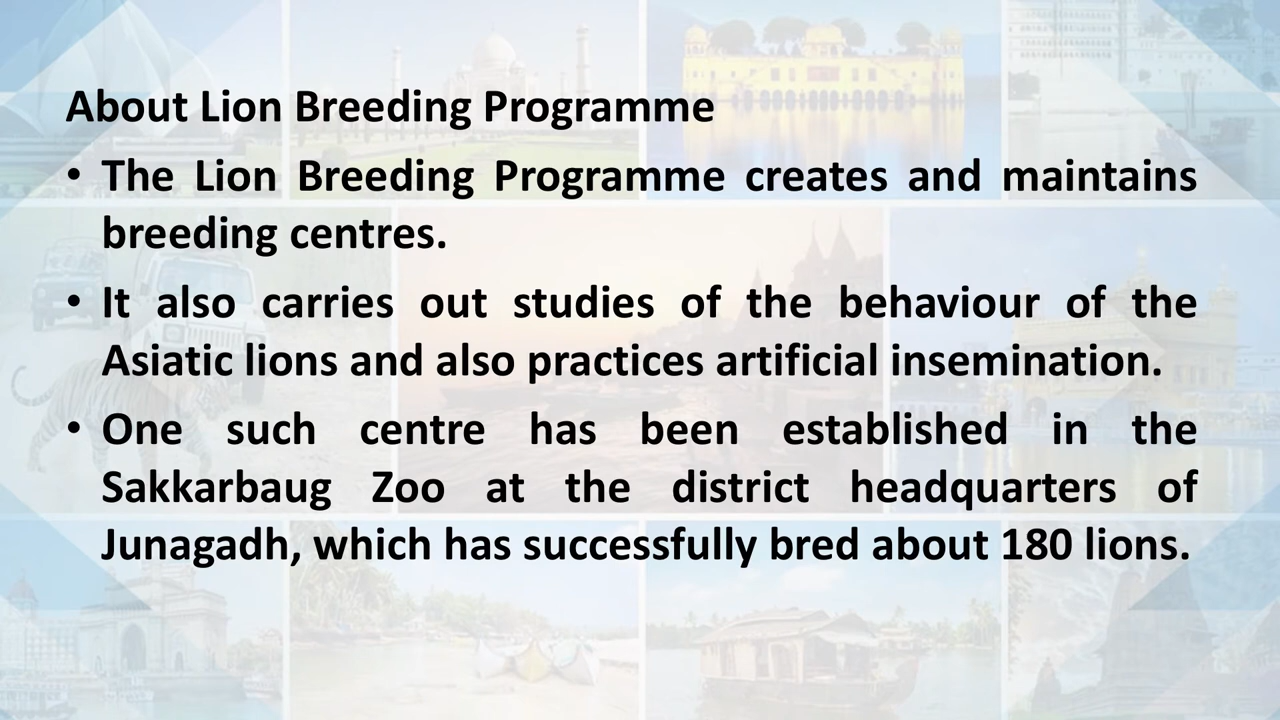 About Lion Breeding Programme
• The Lion Breeding Programme creates and maintains
breeding centres.
• It also carries out studies of the behaviour of the
Asiatic lions and also practices artificial insemination.
• One such centre has been established in the
Sakkarbaug Zoo at the district headquarters of
Junagadh, which has successfully bred about 180 lions.